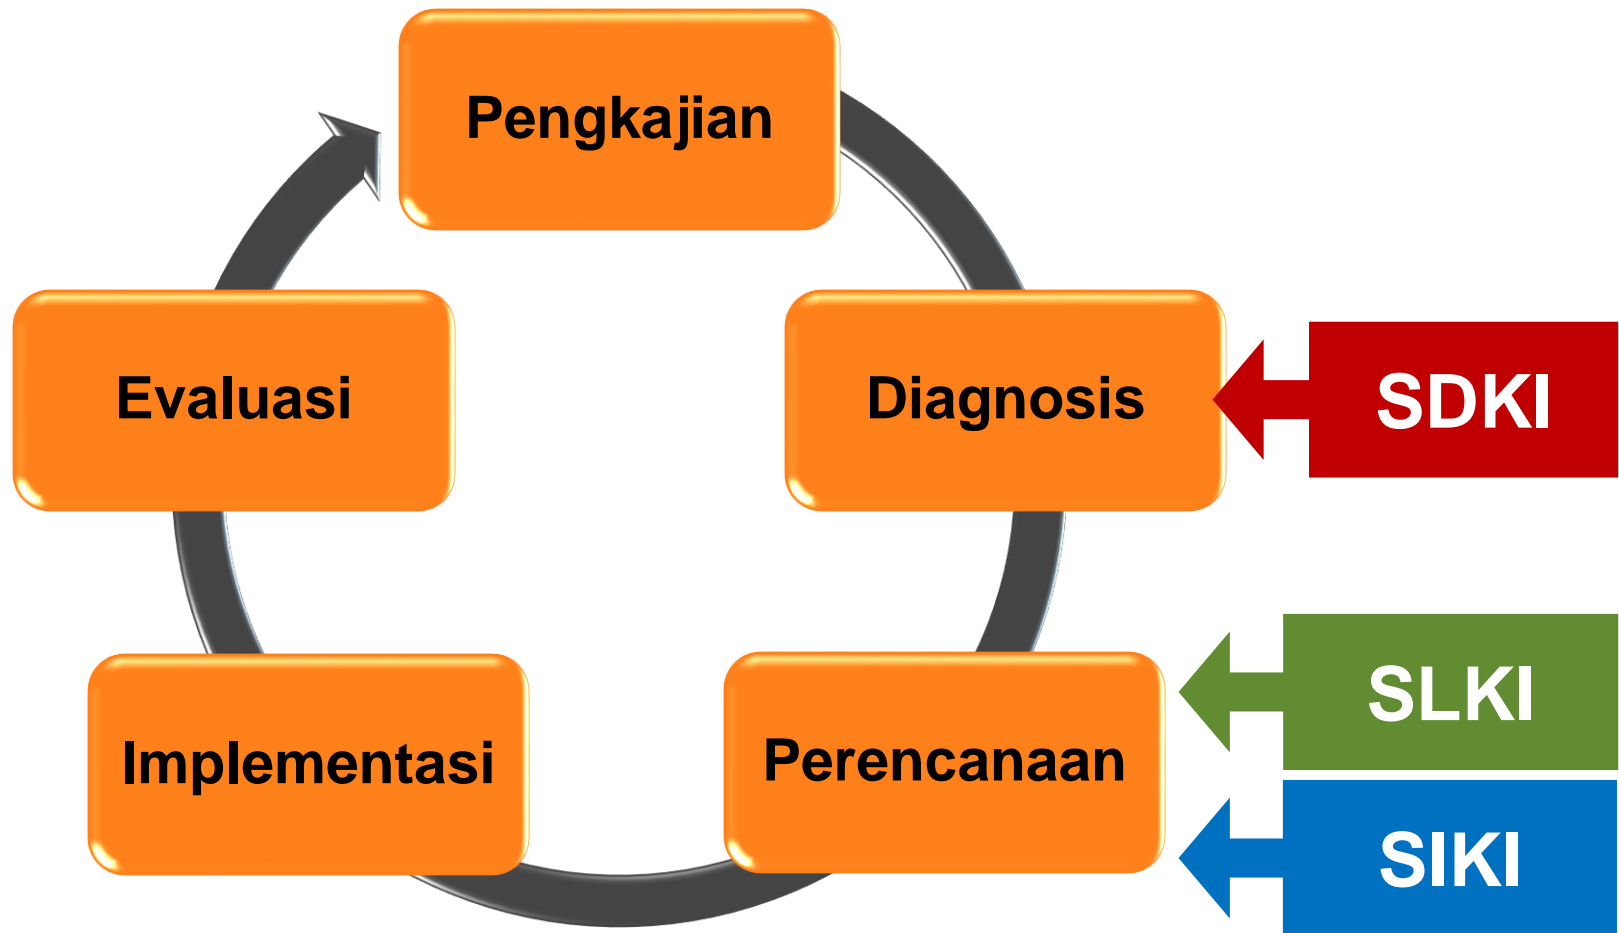 Pengkajian
Evaluasi
Diagnosis
SDKI
Implementasi
Perencanaan
SLKI
SIKI